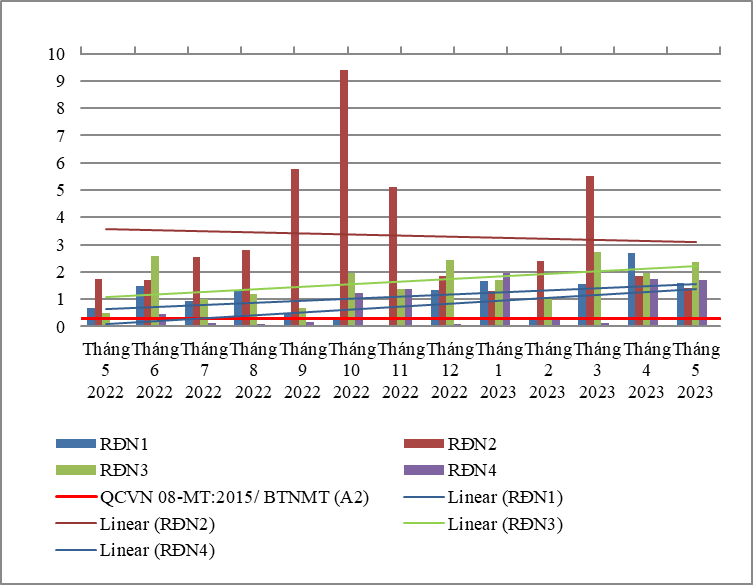 10
9
8
7
6
5
4
3
2
1
0
Tháng 5 2022
Tháng 6 2022
Tháng 7 2022
Tháng 8 2022
Tháng 9 2022
Tháng 10 2022
Tháng 11 2022
Tháng 12 2022
Tháng 1 2023
Tháng 2 2023
Tháng 3 2023
Tháng 4 2023
Tháng 5 2023
RĐN1
RĐN2
RĐN3
RĐN4
QCVN 08-MT:2015/ BTNMT (A2)
Linear (RĐN1)
Linear (RĐN2)
Linear (RĐN3)
Linear (RĐN4)